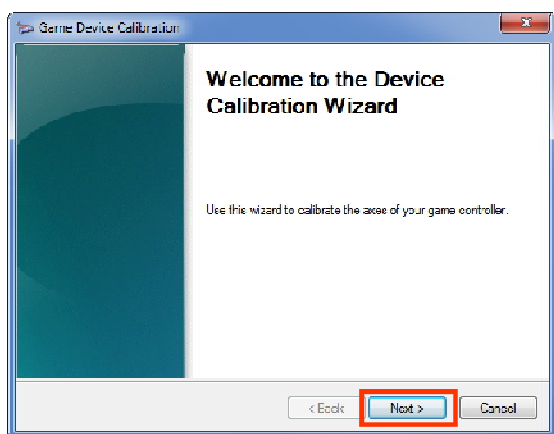 Game Device Calibration
Welcome to the Device
Calibration Wizard
Use this wizard to calibrate the axes of your game controller.
< Back
Next >
Cancel